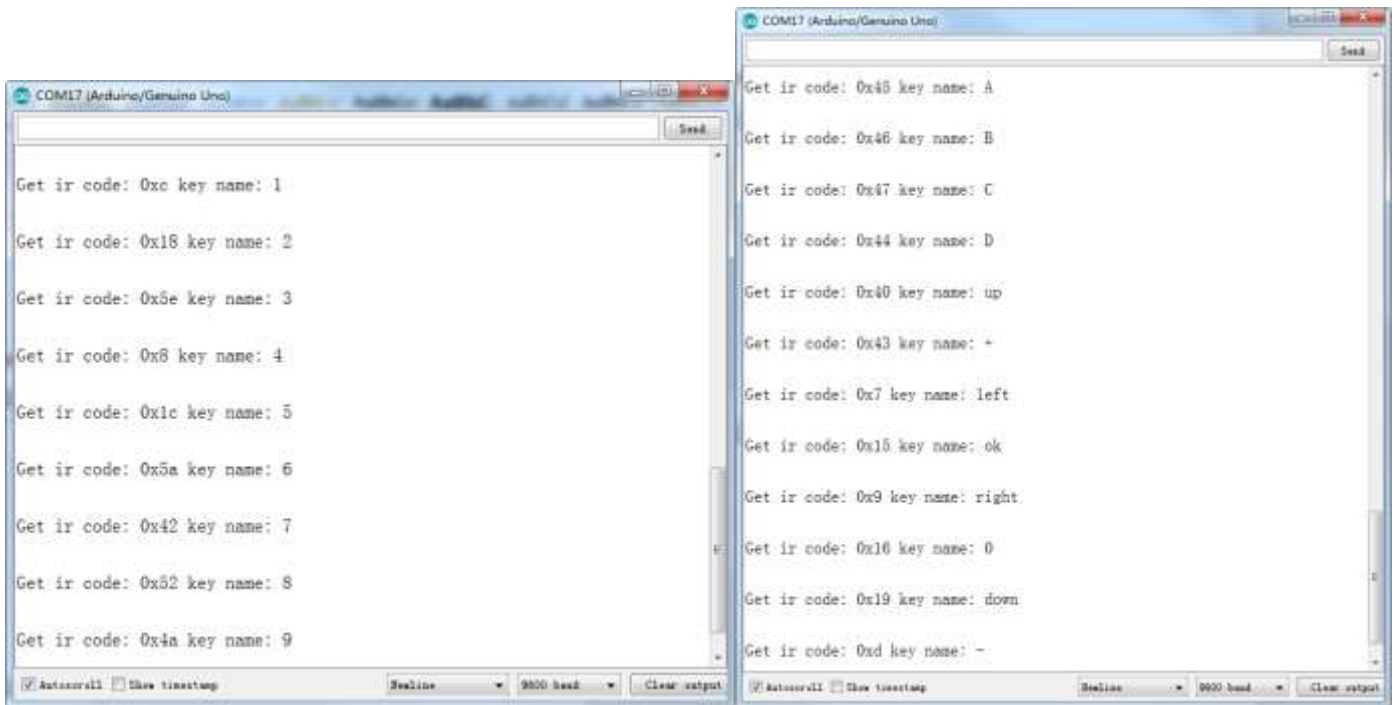 COM17 (Arduino/Genuino Uno)
Send
Get ir code: 0xc key name: 1
Get ir code: 0x18 key name: 2
Get ir code: 0x5e key name: 3
Get ir code: 0x8 key name: 4
Get ir code: 0x1c key name: 5
Get ir code: 0x5a key name: 6
Get ir code: 0x42 key name: 7
Get ir code: 0x52 key name: 8
Get ir code: 0x4a key name: 9
Autoscroll Show timestamp Newline 9600 baud Clear output
COM17 (Arduino/Genuino Uno)
Send
Get ir code: 0x45 key name: A
Get ir code: 0x46 key name: B
Get ir code: 0x47 key name: C
Get ir code: 0x44 key name: D
Get ir code: 0x40 key name: up
Get ir code: 0x43 key name: +
Get ir code: 0x7 key name: left
Get ir code: 0x15 key name: ok
Get ir code: 0x9 key name: right
Get ir code: 0x16 key name: 0
Get ir code: 0x19 key name: down
Get ir code: 0xd key name: -
Autoscroll Show timestamp Newline 9600 baud Clear output